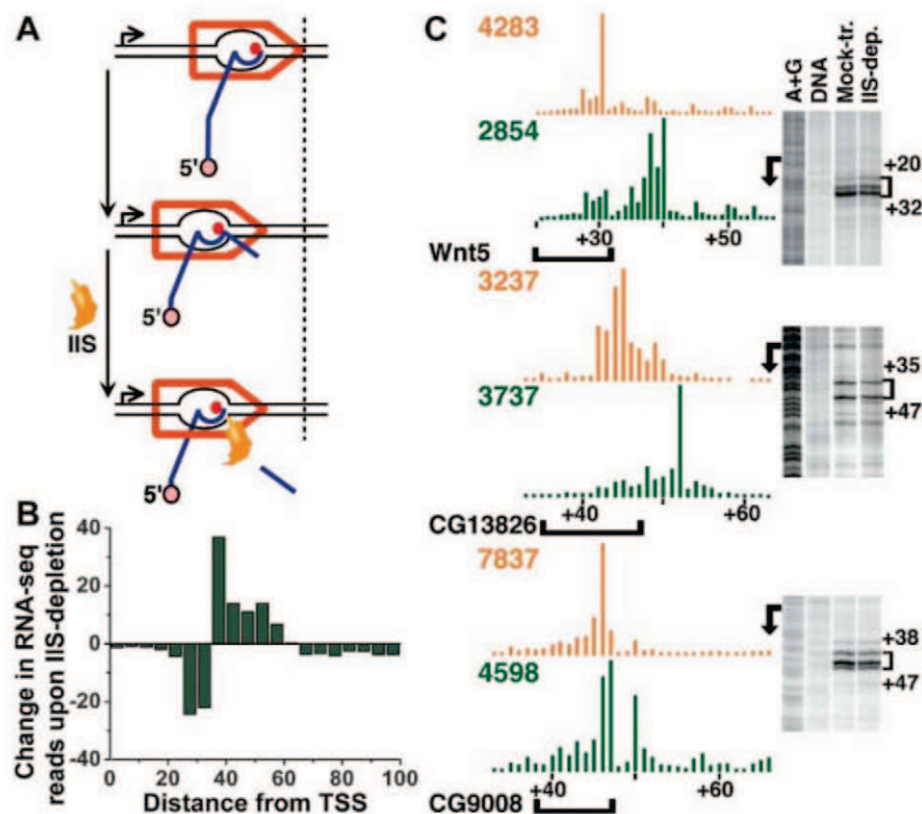 A
5'
5'
IIS
5'
B
Change in RNA-seq
reads upon IIS-depletion
40
20
0
-20
-40
0 20 40 60 80 100
Distance from TSS
C
4283
2854
+30 +50
Wnt5
A+G DNA Mock-tr. IIS-dep.
+20
+32
3237
3737
+40 +60
CG13826
+35
+47
7837
4598
+40 +60
CG9008
+38
+47